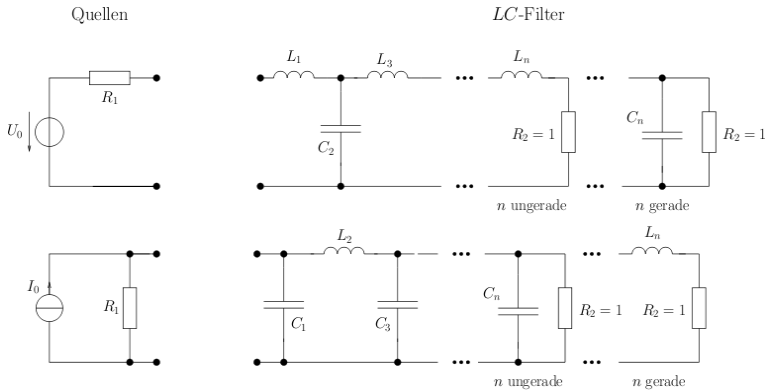 Quellen
LC-Filter
R₁
U₀
L₁
L₃
Lₙ
C₂
R₂ = 1
Cₙ
R₂ = 1
n ungerade
n gerade
I₀
R₁
L₂
Lₙ
C₁
C₃
Cₙ
R₂ = 1
R₂ = 1
n ungerade
n gerade